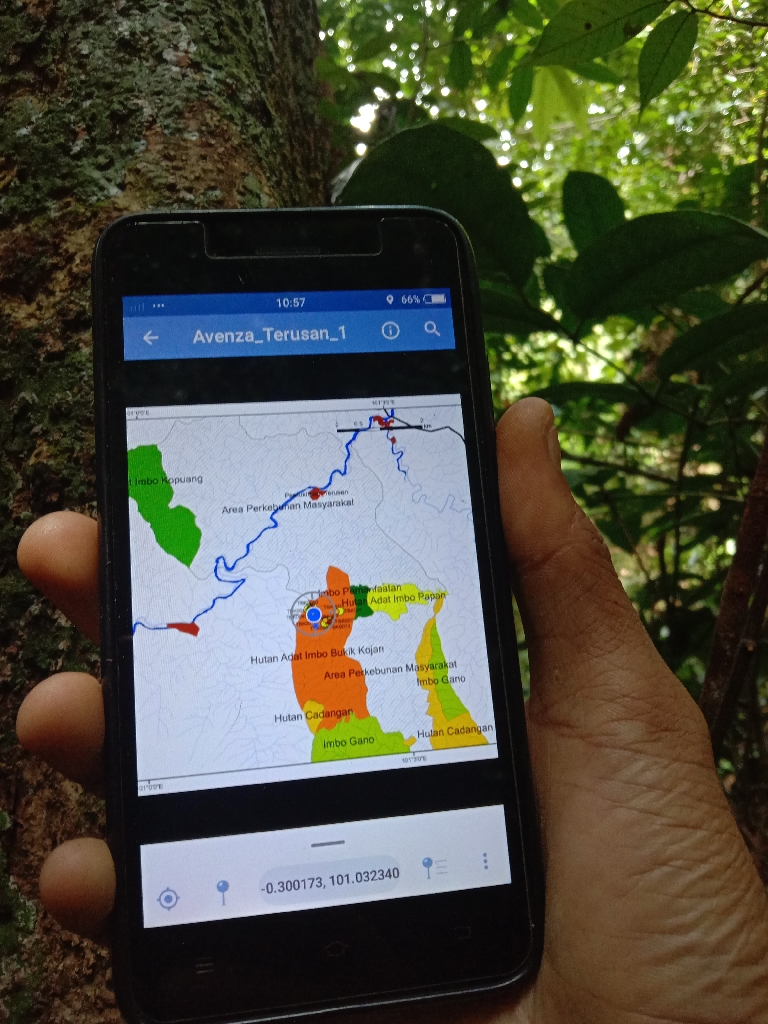 10:57
66%
Avenza_Terusan_1
t Imbo Kopuang
Area Perkebunan Masyarakat
Imbo Pemanfaatan
Hutan Adat Imbo Papan
Hutan Adat Imbo Bukik Kojan
Area Perkebunan Masyarakat
Imbo Gano
Hutan Cadangan
Hutan Cadangan
Imbo Gano
-0.300173, 101.032340